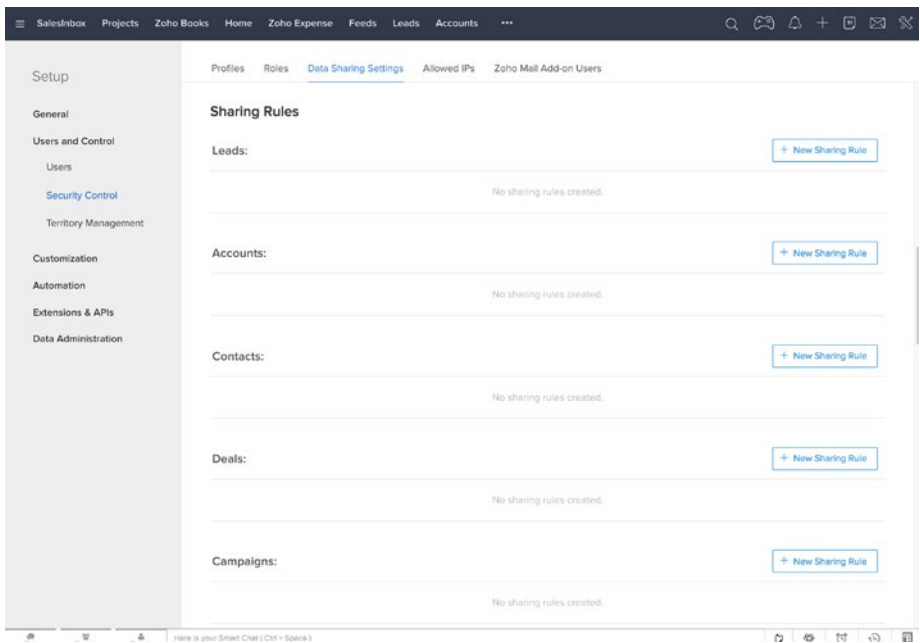 SalesInbox Projects Zoho Books Home Zoho Expense Feeds Leads Accounts ...
Setup
General
Users and Control
Users
Security Control
Territory Management
Customization
Automation
Extensions & APIs
Data Administration
Profiles Roles Data Sharing Settings Allowed IPs Zoho Mail Add-on Users
Sharing Rules
Leads:
+ New Sharing Rule
No sharing rules created.
Accounts:
+ New Sharing Rule
No sharing rules created.
Contacts:
+ New Sharing Rule
No sharing rules created.
Deals:
+ New Sharing Rule
No sharing rules created.
Campaigns:
+ New Sharing Rule
No sharing rules created.
Here is your Smart Chat ( Ctrl + Space )